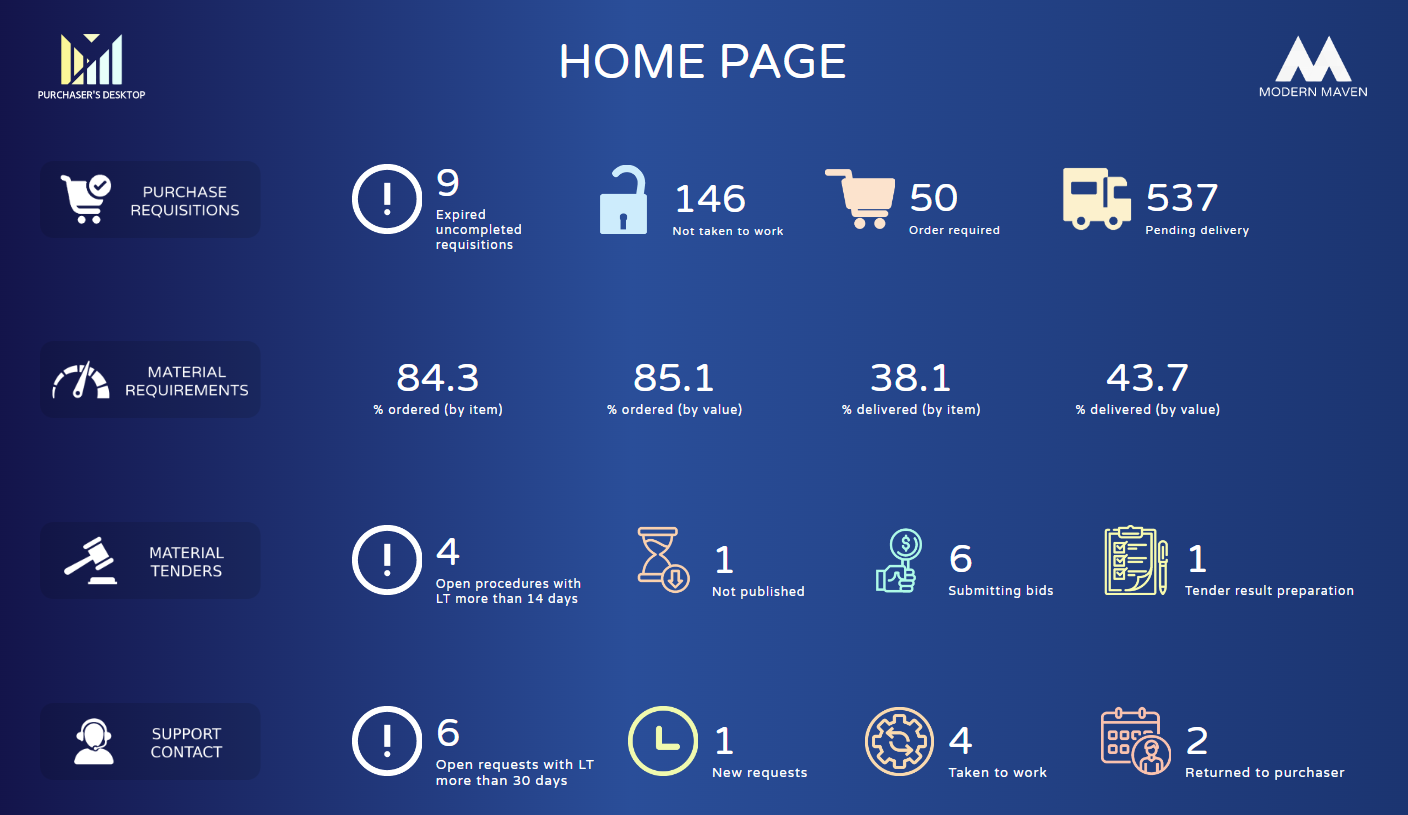 HOME PAGE
PURCHASER'S DESKTOP
MODERN MAVEN
PURCHASE
REQUISITIONS
9
Expired
uncompleted
requisitions
146
Not taken to work
50
Order required
537
Pending delivery
MATERIAL
REQUIREMENTS
84.3
% ordered (by item)
85.1
% ordered (by value)
38.1
% delivered (by item)
43.7
% delivered (by value)
MATERIAL
TENDERS
4
Open procedures with
LT more than 14 days
1
Not published
$
6
Submitting bids
1
Tender result preparation
SUPPORT
CONTACT
6
Open requests with LT
more than 30 days
1
New requests
4
Taken to work
2
Returned to purchaser